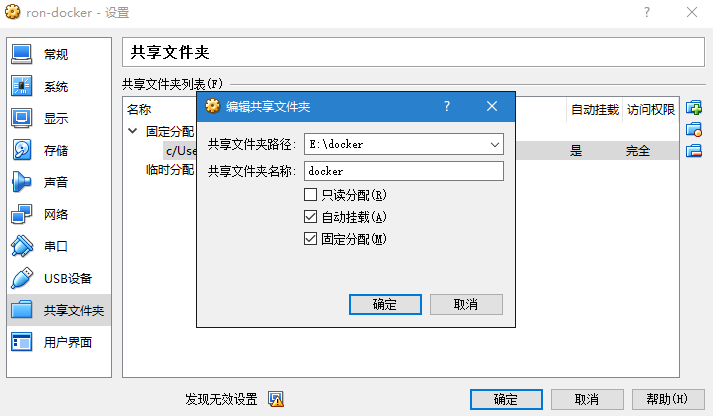 ron-docker - 设置
常规
系统
显示
存储
声音
网络
串口
USB设备
共享文件夹
用户界面
共享文件夹
共享文件夹列表(F)
名称 自动挂载 访问权限
固定分配
c/Use 是 完全
临时分配
编辑共享文件夹
共享文件夹路径: E:\docker
共享文件夹名称: docker
只读分配(R)
自动挂载(A)
固定分配(M)
确定 取消
发现无效设置
确定 取消 帮助(H)